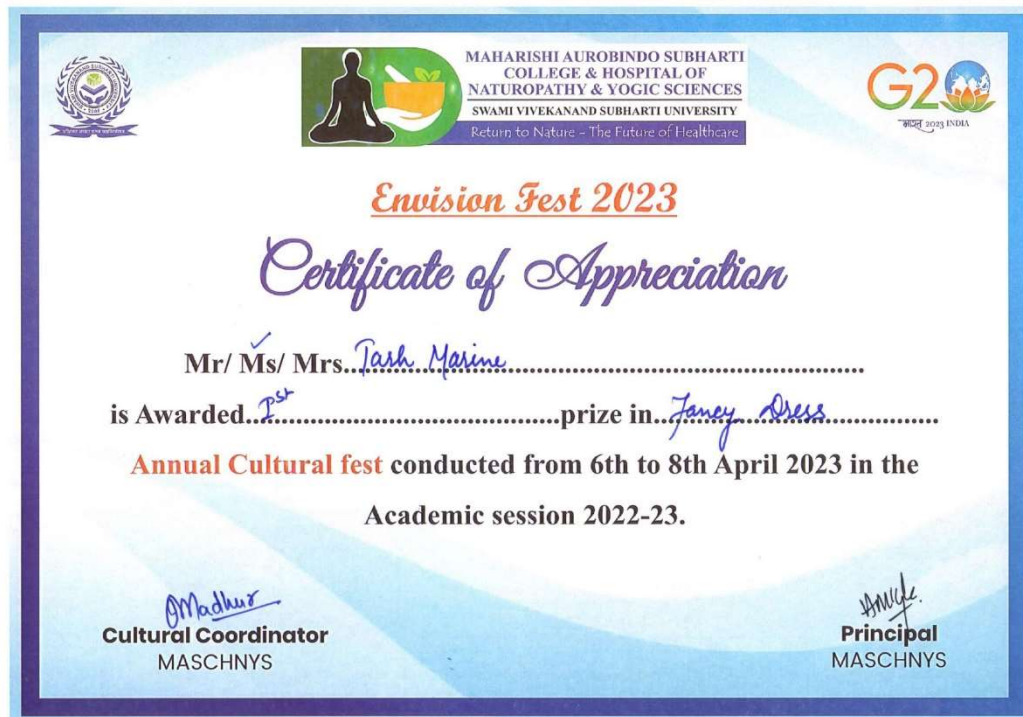 MAHARISHI AUROBINDO SUBHARTI
COLLEGE & HOSPITAL OF
NATUROPATHY & YOGIC SCIENCES
SWAMI VIVEKANAND SUBHARTI UNIVERSITY
Return to Nature - The Future of Healthcare
G20
भारत 2023 INDIA
Envision Fest 2023
Certificate of Appreciation
Mr/ Ms/ Mrs. Tash Marine
is Awarded Ist prize in Fancy Dress
Annual Cultural fest conducted from 6th to 8th April 2023 in the
Academic session 2022-23.
Madhur
Cultural Coordinator
MASCHNYS
Principal
MASCHNYS